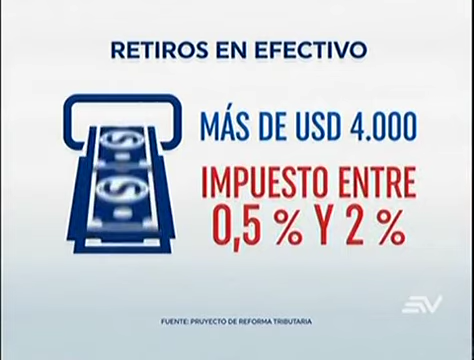 RETIROS EN EFECTIVO
MÁS DE USD 4.000
IMPUESTO ENTRE
0,5 % Y 2 %
FUENTE: PRUYECTO DE REFORMA TRIBUTARIA